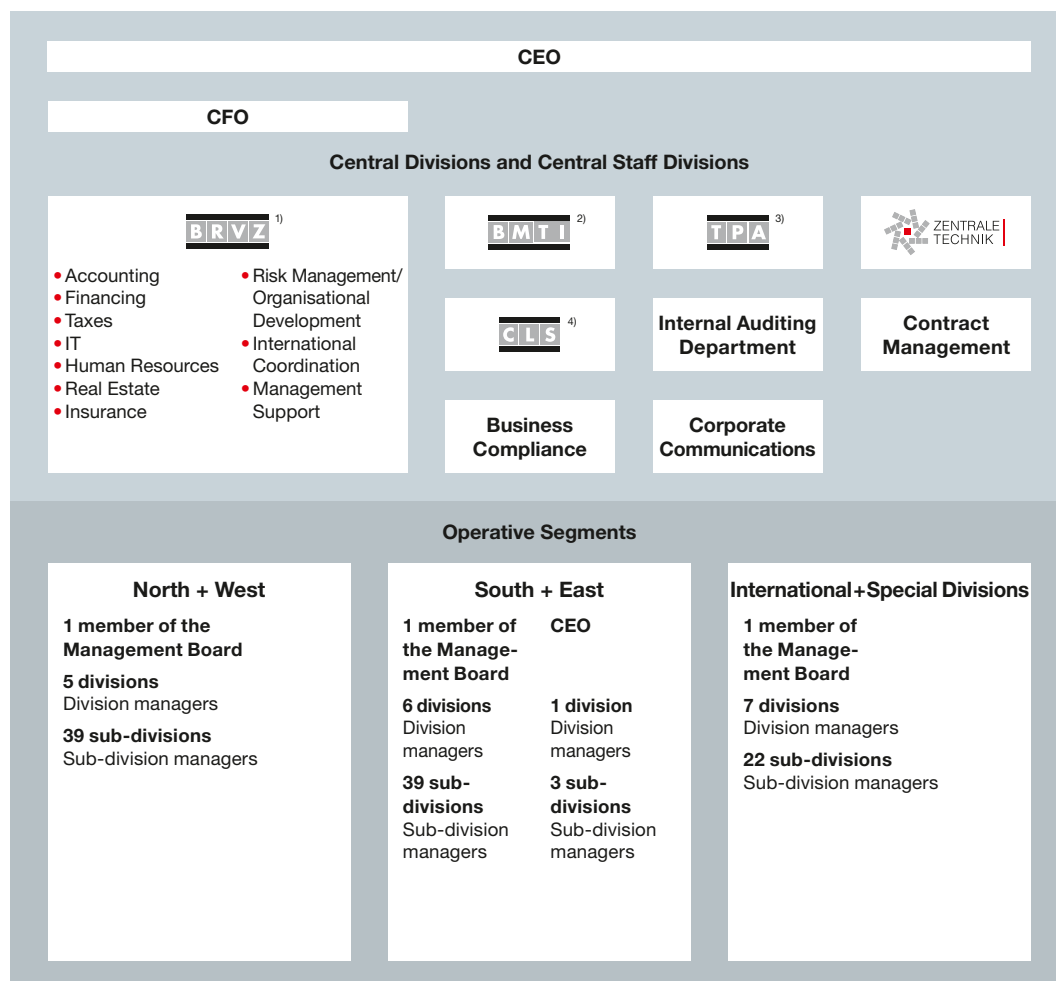 CEO
CFO
Central Divisions and Central Staff Divisions
BRVZ 1)
• Accounting
• Financing
• Taxes
• IT
• Human Resources
• Real Estate
• Insurance
• Risk Management/
Organisational
Development
• International
Coordination
• Management
Support
BMTI 2)
TPA 3)
ZENTRALE
TECHNIK
CLS 4)
Internal Auditing
Department
Contract
Management
Business
Compliance
Corporate
Communications
Operative Segments
North + West
1 member of the
Management Board
5 divisions
Division managers
39 sub-divisions
Sub-division managers
South + East
1 member of
the Manage-
ment Board
6 divisions
Division
managers
39 sub-
divisions
Sub-division
managers
CEO
1 division
Division
managers
3 sub-
divisions
Sub-division
managers
International+Special Divisions
1 member of
the Manage-
ment Board
7 divisions
Division managers
22 sub-divisions
Sub-division managers